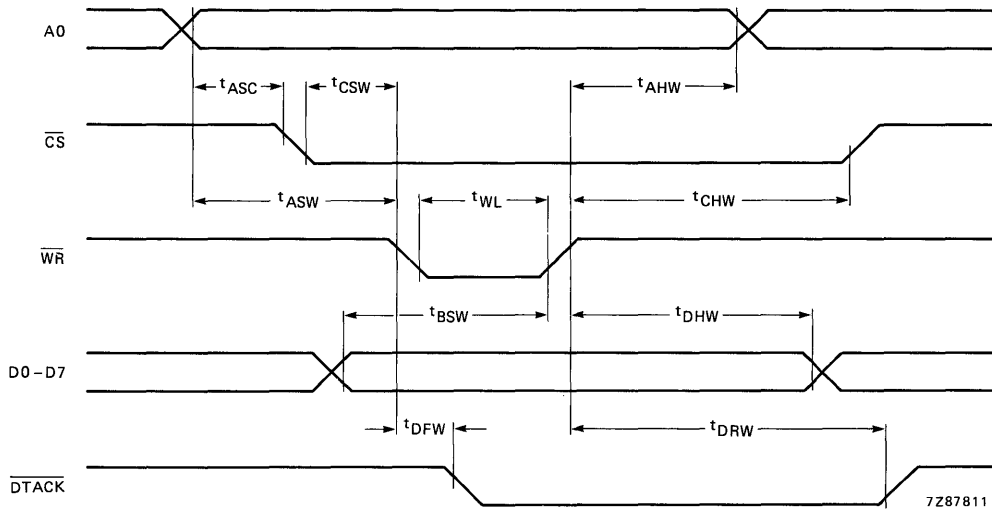 A0
tASC
tCSW
tAHW
CS
tASW
tWL
tCHW
WR
tBSW
tDHW
D0–D7
tDFW
tDRW
DTACK
7Z87811